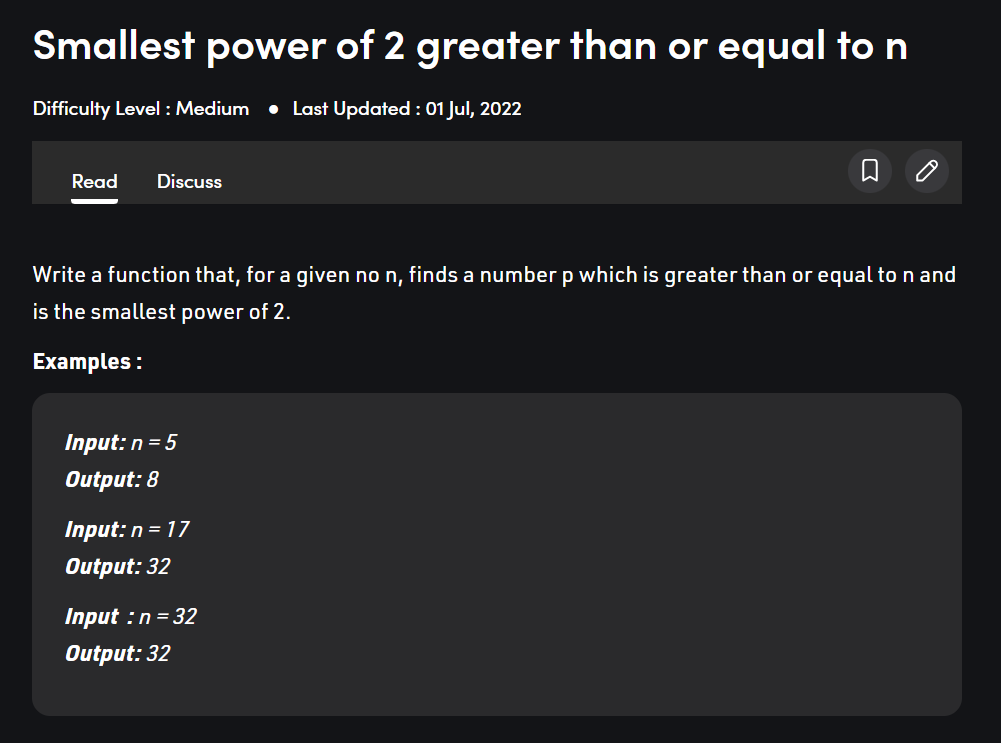 Smallest power of 2 greater than or equal to n
Difficulty Level : Medium ● Last Updated : 01 Jul, 2022
Read Discuss
Write a function that, for a given no n, finds a number p which is greater than or equal to n and
is the smallest power of 2.
Examples :
Input: n = 5
Output: 8
Input: n = 17
Output: 32
Input : n = 32
Output: 32